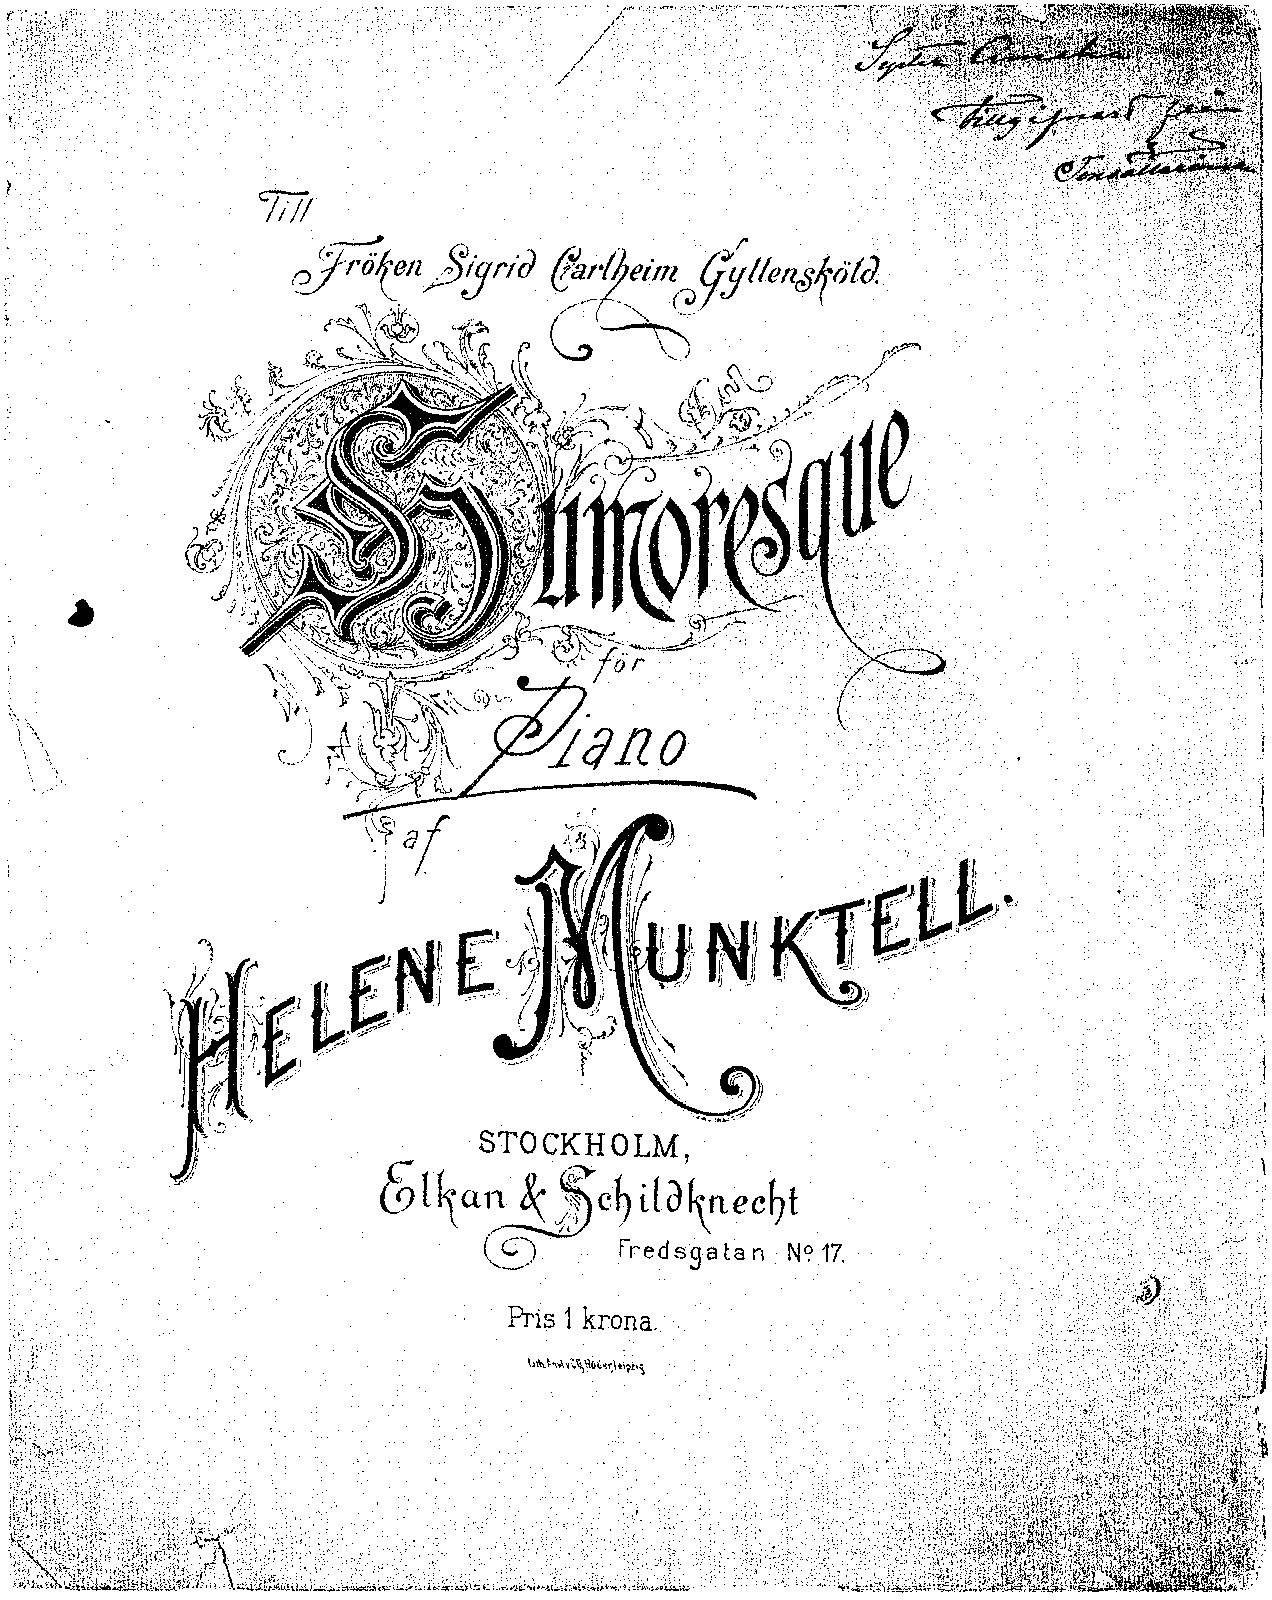 Till
Fröken Sigrid Carlheim Gyllensköld.
Humoresque
för
Piano
af
HELENE MUNKTELL.
STOCKHOLM,
Elkan & Schildknecht
Fredsgatan No 17.
Pris 1 krona.